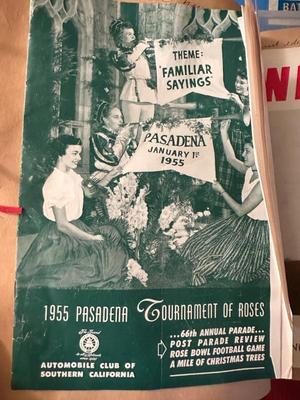 BAT
THEME:
"FAMILIAR
SAYINGS"
PASADENA
JANUARY 1ST
1955
1955 PASADENA TOURNAMENT OF ROSES
...66th ANNUAL PARADE...
POST PARADE REVIEW
ROSE BOWL FOOTBALL GAME
A MILE OF CHRISTMAS TREES
AUTOMOBILE CLUB OF
SOUTHERN CALIFORNIA
N